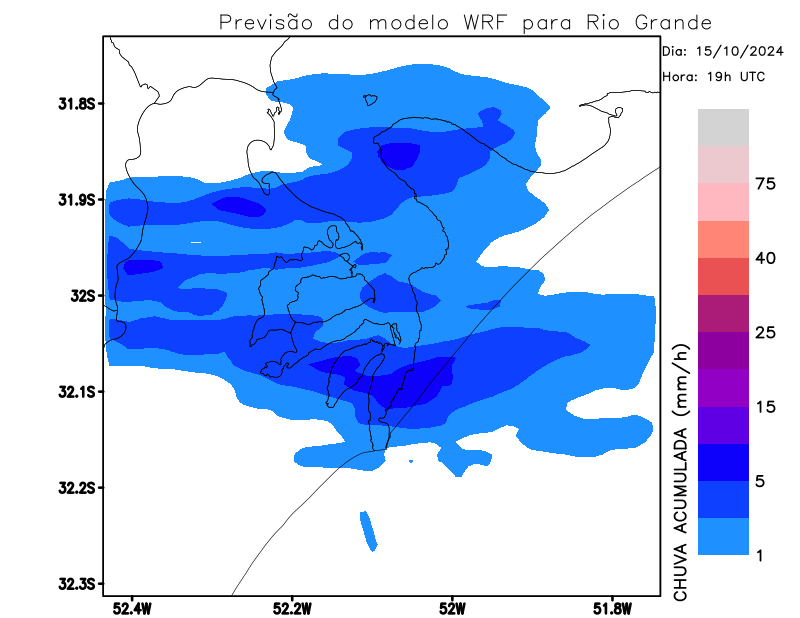 Previsão do modelo WRF para Rio Grande
Dia: 15/10/2024
Hora: 19h UTC
31.8S
31.9S
32S
32.1S
32.2S
32.3S
52.4W
52.2W
52W
51.8W
75
40
25
15
5
1
CHUVA ACUMULADA (mm/h)